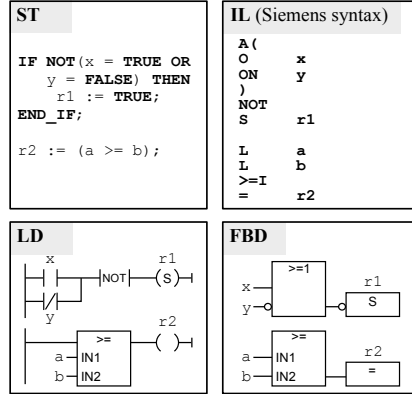 ST
IF NOT(x = TRUE OR
y = FALSE) THEN
r1 := TRUE;
END_IF;
r2 := (a >= b);
IL (Siemens syntax)
A(
O x
ON y
)
NOT
S r1
L a
L b
>=I
= r2
LD
x
NOT
r1
(S)
y
>=
r2
( )
a
IN1
b
IN2
FBD
>=1
x
y
r1
S
>=
a
IN1
b
IN2
r2
=